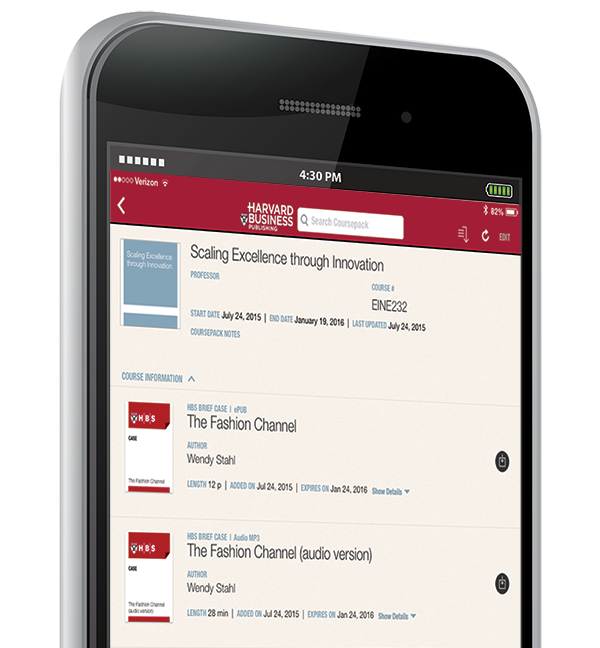 4:30 PM
Verizon
82%
HARVARD
BUSINESS
PUBLISHING
Search Coursepack
EDIT
Scaling Excellence
through Innovation
Scaling Excellence through Innovation
PROFESSOR
COURSE #
EINE232
START DATE July 24, 2015 | END DATE January 19, 2016 | LAST UPDATED July 24, 2015
COURSEPACK NOTES
COURSE INFORMATION
HBS
CASE
The Fashion Channel
HBS BRIEF CASE | ePUB
The Fashion Channel
AUTHOR
Wendy Stahl
LENGTH 12 p | ADDED ON Jul 24, 2015 | EXPIRES ON Jan 24, 2016 Show Details
HBS
CASE
The Fashion Channel
(audio version)
HBS BRIEF CASE | Audio MP3
The Fashion Channel (audio version)
AUTHOR
Wendy Stahl
LENGTH 28 min | ADDED ON Jul 24, 2015 | EXPIRES ON Jan 24, 2016 Show Details